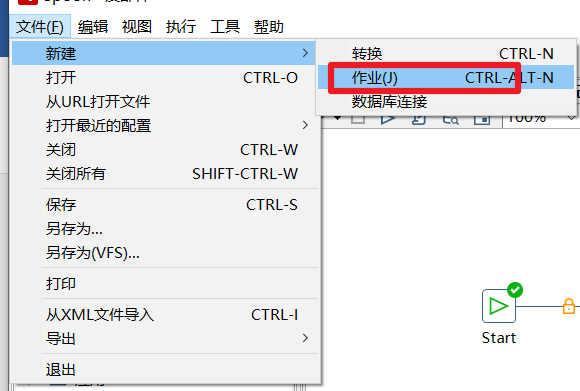 文件(F) 编辑 视图 执行 工具 帮助
新建
打开 CTRL-O
从URL打开文件
打开最近的配置
关闭 CTRL-W
关闭所有 SHIFT-CTRL-W
保存 CTRL-S
另存为...
另存为(VFS)...
打印
从XML文件导入 CTRL-I
导出
退出
转换 CTRL-N
作业(J) CTRL-ALT-N
数据库连接
100%
Start